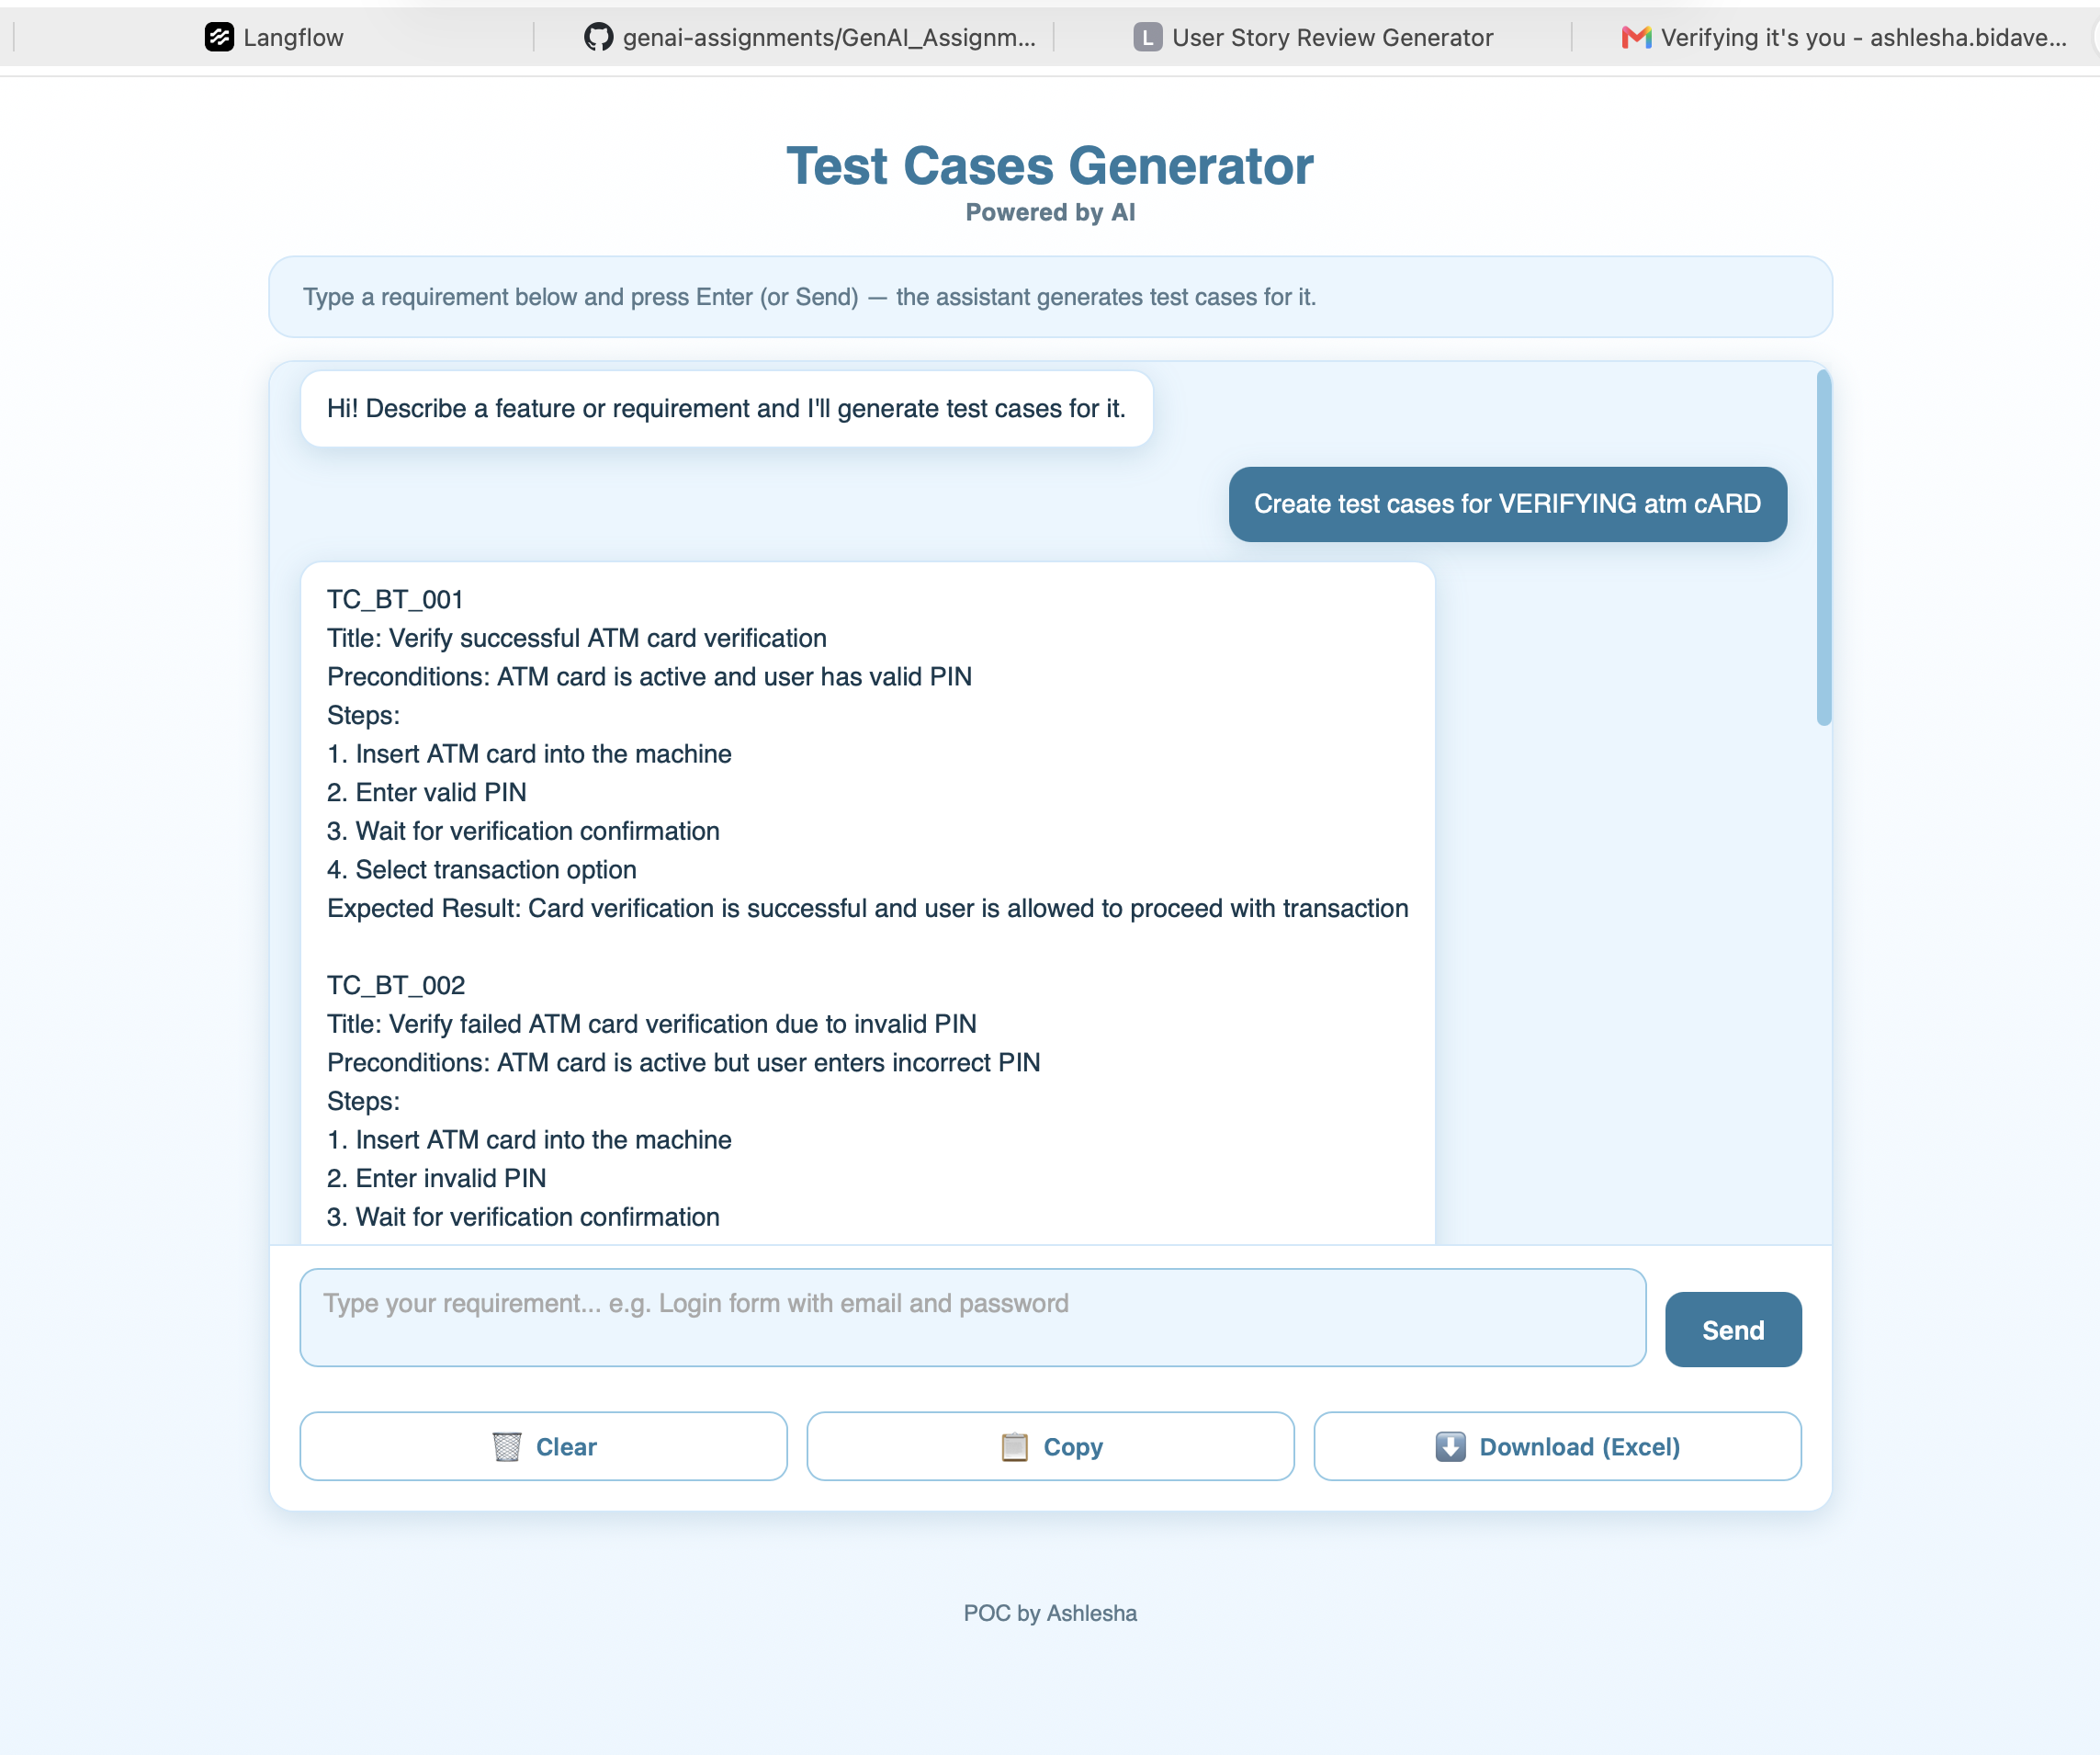 Langflow
genai-assignments/GenAI_Assignm...
L User Story Review Generator
Verifying it's you - ashlesha.bidave...
Test Cases Generator
Powered by AI
Type a requirement below and press Enter (or Send) — the assistant generates test cases for it.
Hi! Describe a feature or requirement and I'll generate test cases for it.
Create test cases for VERIFYING atm cARD
TC_BT_001
Title: Verify successful ATM card verification
Preconditions: ATM card is active and user has valid PIN
Steps:
1. Insert ATM card into the machine
2. Enter valid PIN
3. Wait for verification confirmation
4. Select transaction option
Expected Result: Card verification is successful and user is allowed to proceed with transaction
TC_BT_002
Title: Verify failed ATM card verification due to invalid PIN
Preconditions: ATM card is active but user enters incorrect PIN
Steps:
1. Insert ATM card into the machine
2. Enter invalid PIN
3. Wait for verification confirmation
Type your requirement... e.g. Login form with email and password
Send
Clear
Copy
Download (Excel)
POC by Ashlesha